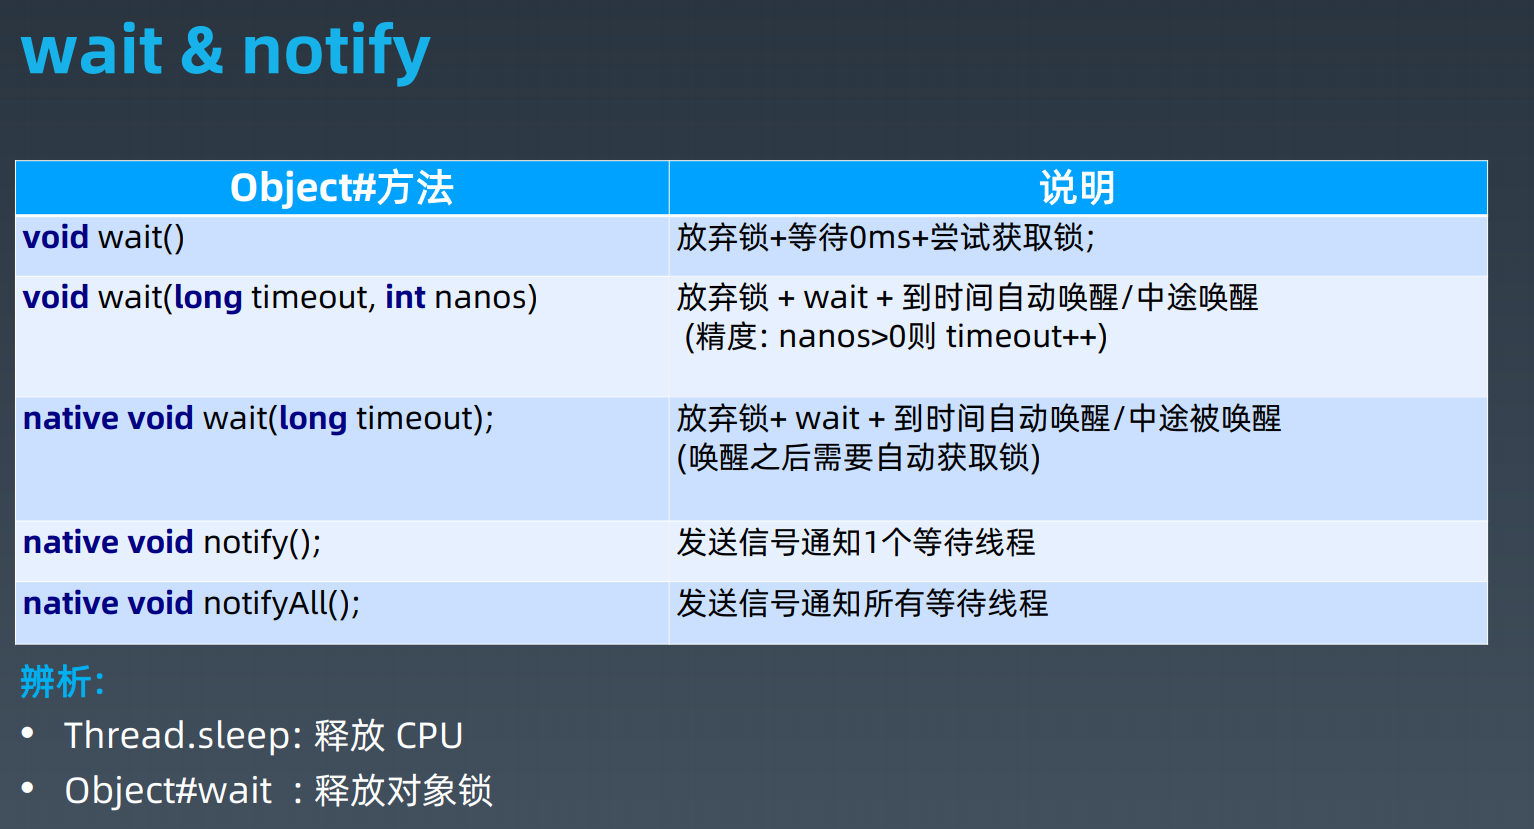 wait & notify
Object#方法
说明
void wait()
放弃锁+等待0ms+尝试获取锁;
void wait(long timeout, int nanos)
放弃锁 + wait + 到时间自动唤醒/中途唤醒
(精度: nanos>0则 timeout++)
native void wait(long timeout);
放弃锁+ wait + 到时间自动唤醒/中途被唤醒
(唤醒之后需要自动获取锁)
native void notify();
发送信号通知1个等待线程
native void notifyAll();
发送信号通知所有等待线程
辨析:
• Thread.sleep: 释放 CPU
• Object#wait : 释放对象锁